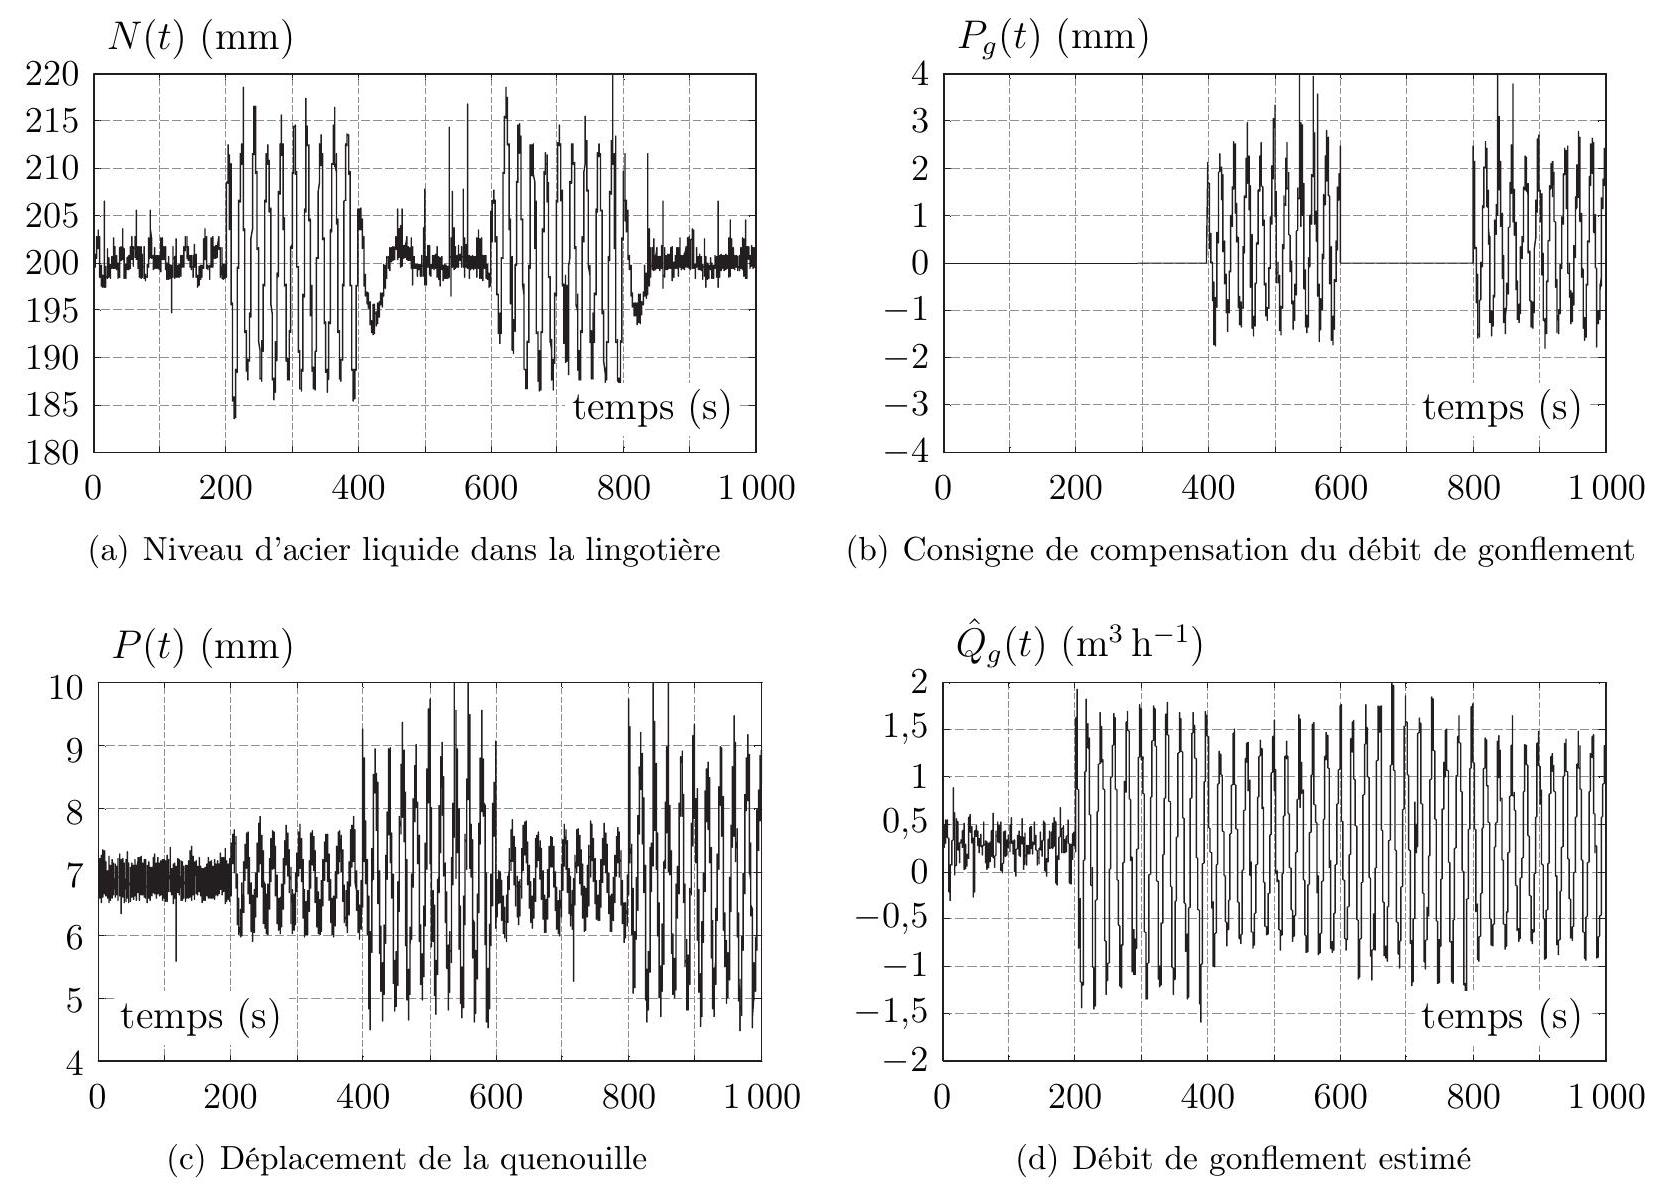 N(t) (mm)
220
215
210
205
200
195
190
185
180
temps (s)
0 200 400 600 800 1 000
(a) Niveau d'acier liquide dans la lingotière
P_g(t) (mm)
4
3
2
1
0
−1
−2
−3
−4
temps (s)
0 200 400 600 800 1 000
(b) Consigne de compensation du débit de gonflement
P(t) (mm)
10
9
8
7
6
5
4
temps (s)
0 200 400 600 800 1 000
(c) Déplacement de la quenouille
Q̂_g(t) (m³ h⁻¹)
2
1,5
1
0,5
0
−0,5
−1
−1,5
−2
temps (s)
0 200 400 600 800 1 000
(d) Débit de gonflement estimé